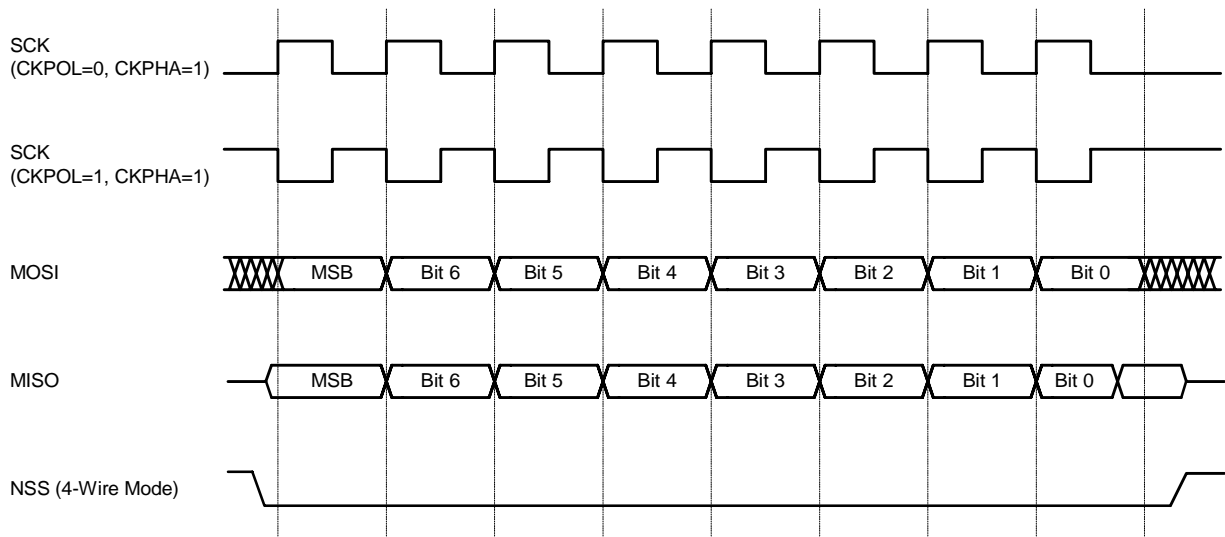 SCK
(CKPOL=0, CKPHA=1)
SCK
(CKPOL=1, CKPHA=1)
MOSI
MSB Bit 6 Bit 5 Bit 4 Bit 3 Bit 2 Bit 1 Bit 0
MISO
MSB Bit 6 Bit 5 Bit 4 Bit 3 Bit 2 Bit 1 Bit 0
NSS (4-Wire Mode)